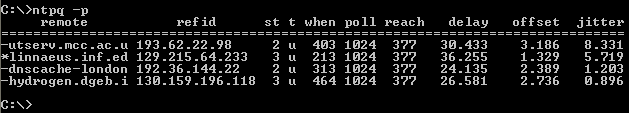 C:\>ntpq -p
     remote           refid      st t when poll reach   delay   offset  jitter
==============================================================================
-utserv.mcc.ac.u 193.62.22.98     2 u  403 1024  377   30.433    3.186   8.331
*linnaeus.inf.ed 129.215.64.233   3 u  213 1024  377   36.255    1.329   5.719
-dnscache-london 192.36.144.22    2 u  313 1024  377   24.135    2.389   1.203
-hydrogen.dgeb.i 130.159.196.118  3 u  464 1024  377   26.581    2.736   0.896
C:\>